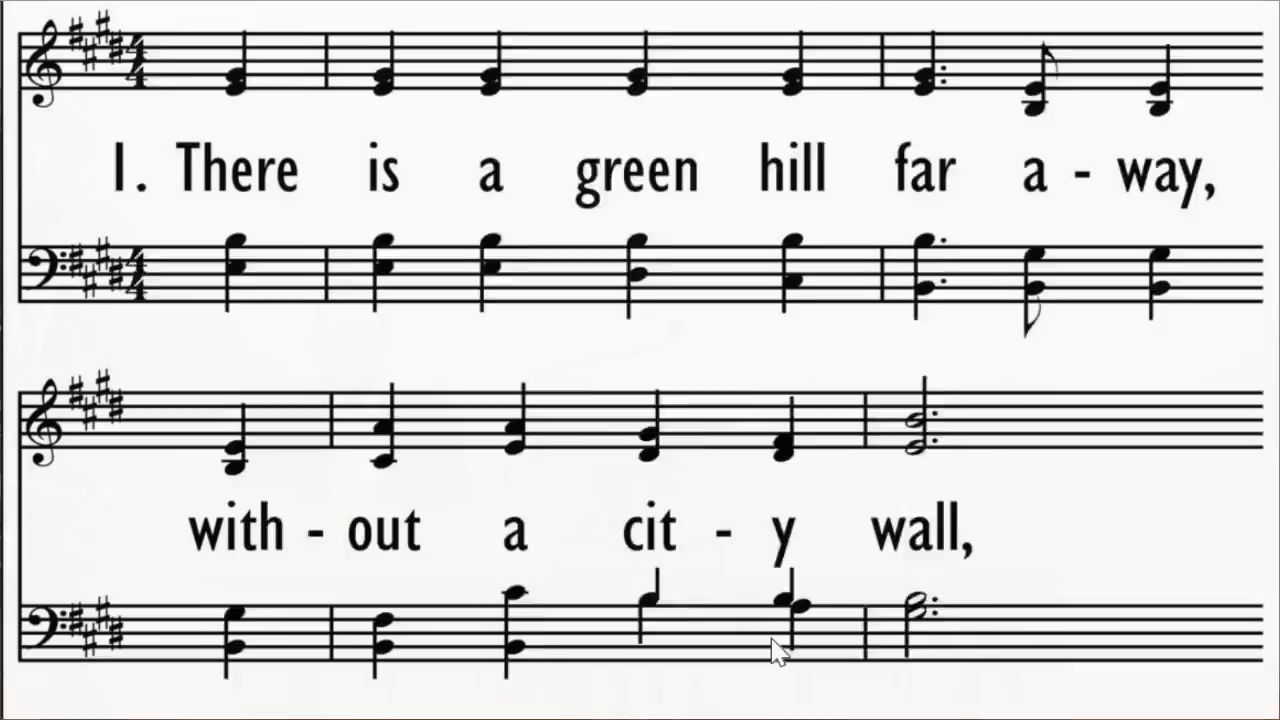 1. There is a green hill far a - way,
with - out a cit - y wall,